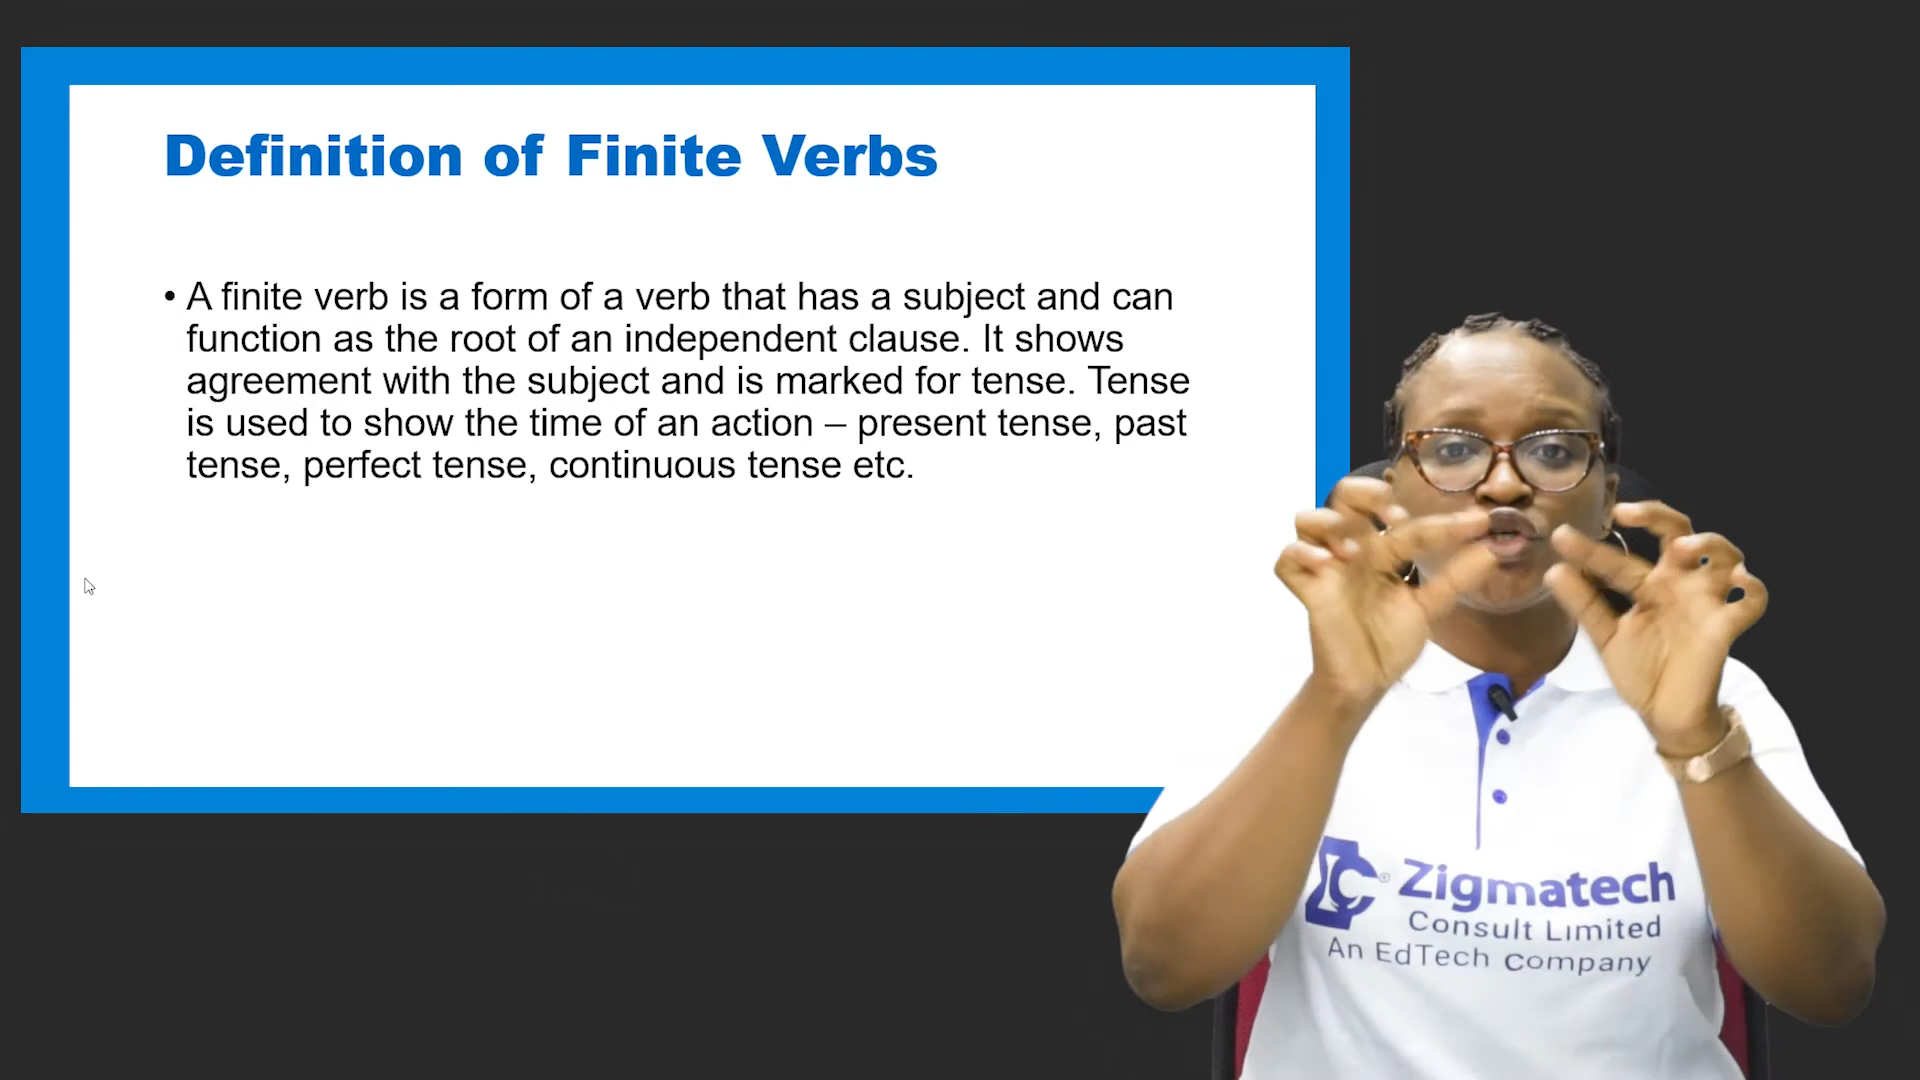 Definition of Finite Verbs
• A finite verb is a form of a verb that has a subject and can
function as the root of an independent clause. It shows
agreement with the subject and is marked for tense. Tense
is used to show the time of an action – present tense, past
tense, perfect tense, continuous tense etc.
ZC® Zigmatech
Consult Limited
An EdTech Company